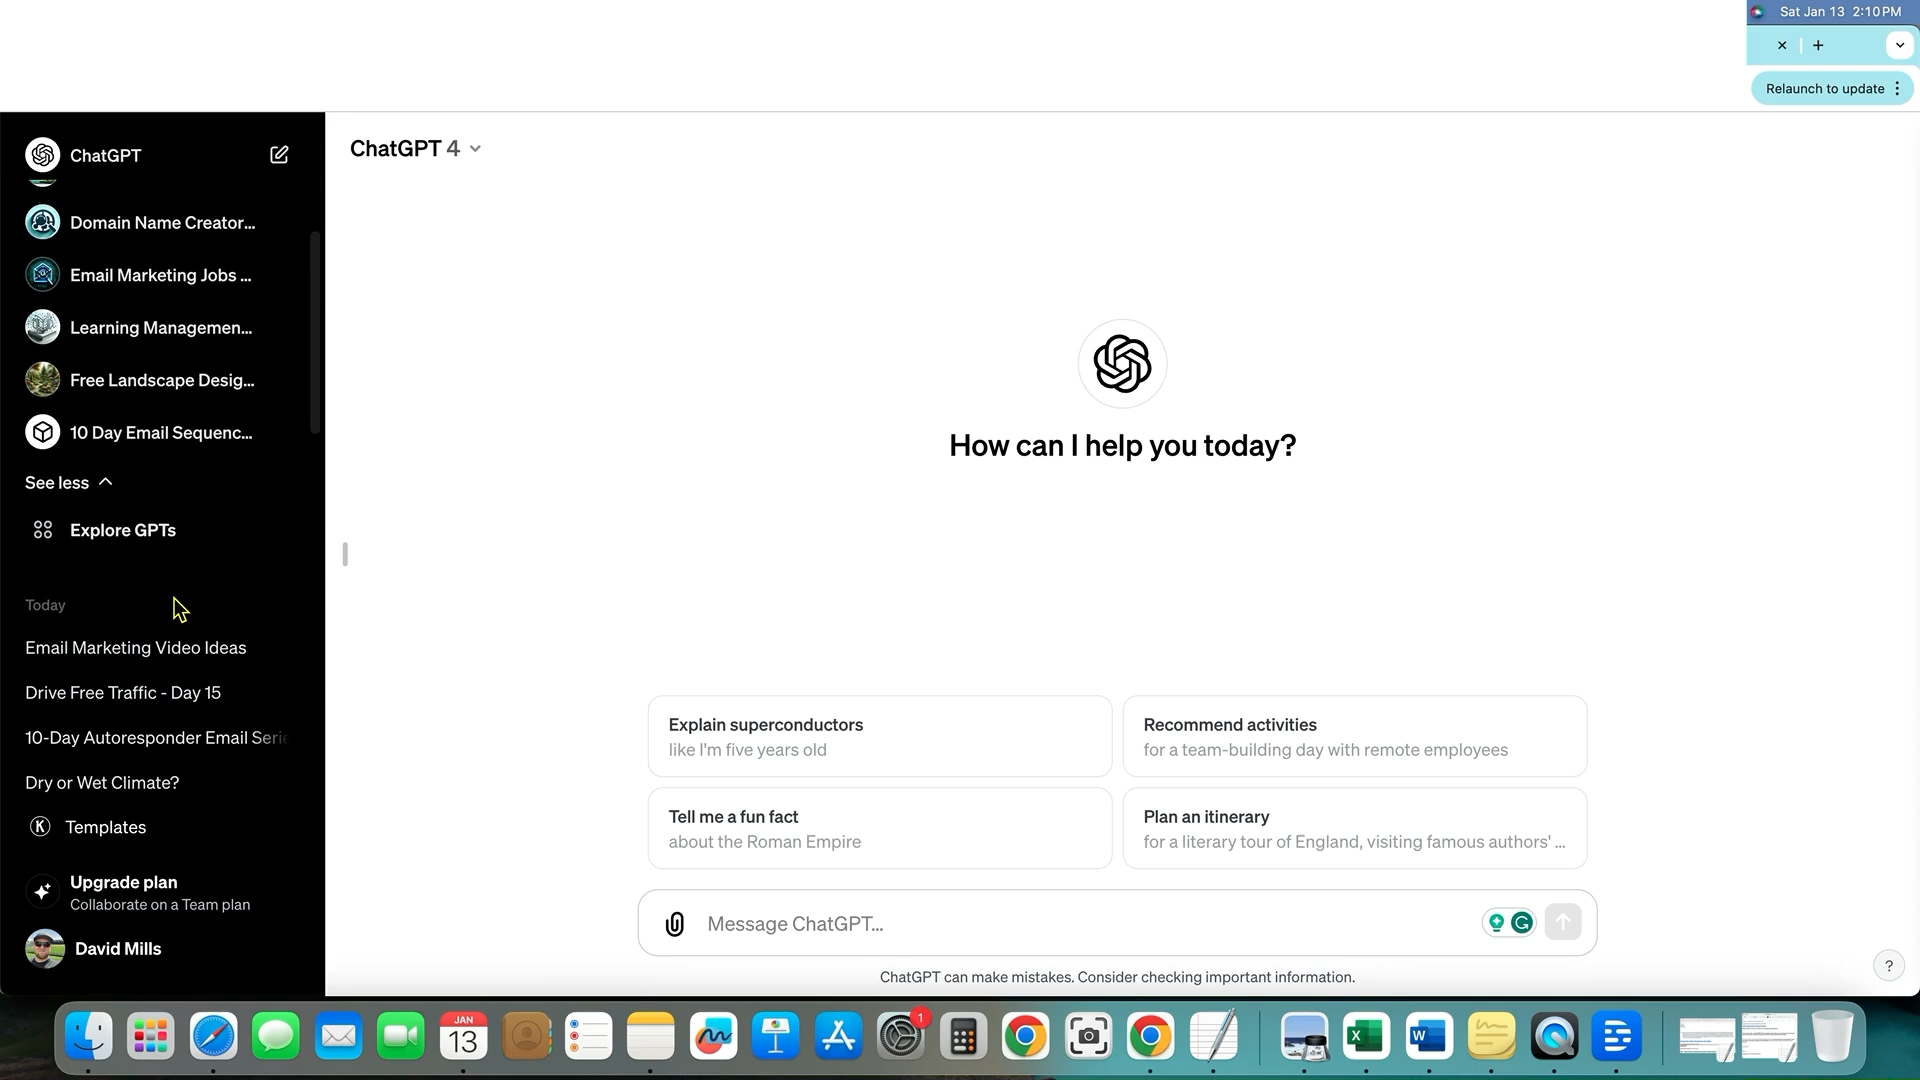 Sat Jan 13 2:10 PM
Relaunch to update
ChatGPT
ChatGPT 4
Domain Name Creator...
Email Marketing Jobs ...
Learning Managemen...
Free Landscape Desig...
10 Day Email Sequenc...
See less
Explore GPTs
Today
Email Marketing Video Ideas
Drive Free Traffic - Day 15
10-Day Autoresponder Email Serie
Dry or Wet Climate?
K Templates
Upgrade plan
Collaborate on a Team plan
David Mills
How can I help you today?
Explain superconductors
like I'm five years old
Recommend activities
for a team-building day with remote employees
Tell me a fun fact
about the Roman Empire
Plan an itinerary
for a literary tour of England, visiting famous authors' ...
Message ChatGPT...
G
ChatGPT can make mistakes. Consider checking important information.
?
JAN
13
1
X
W